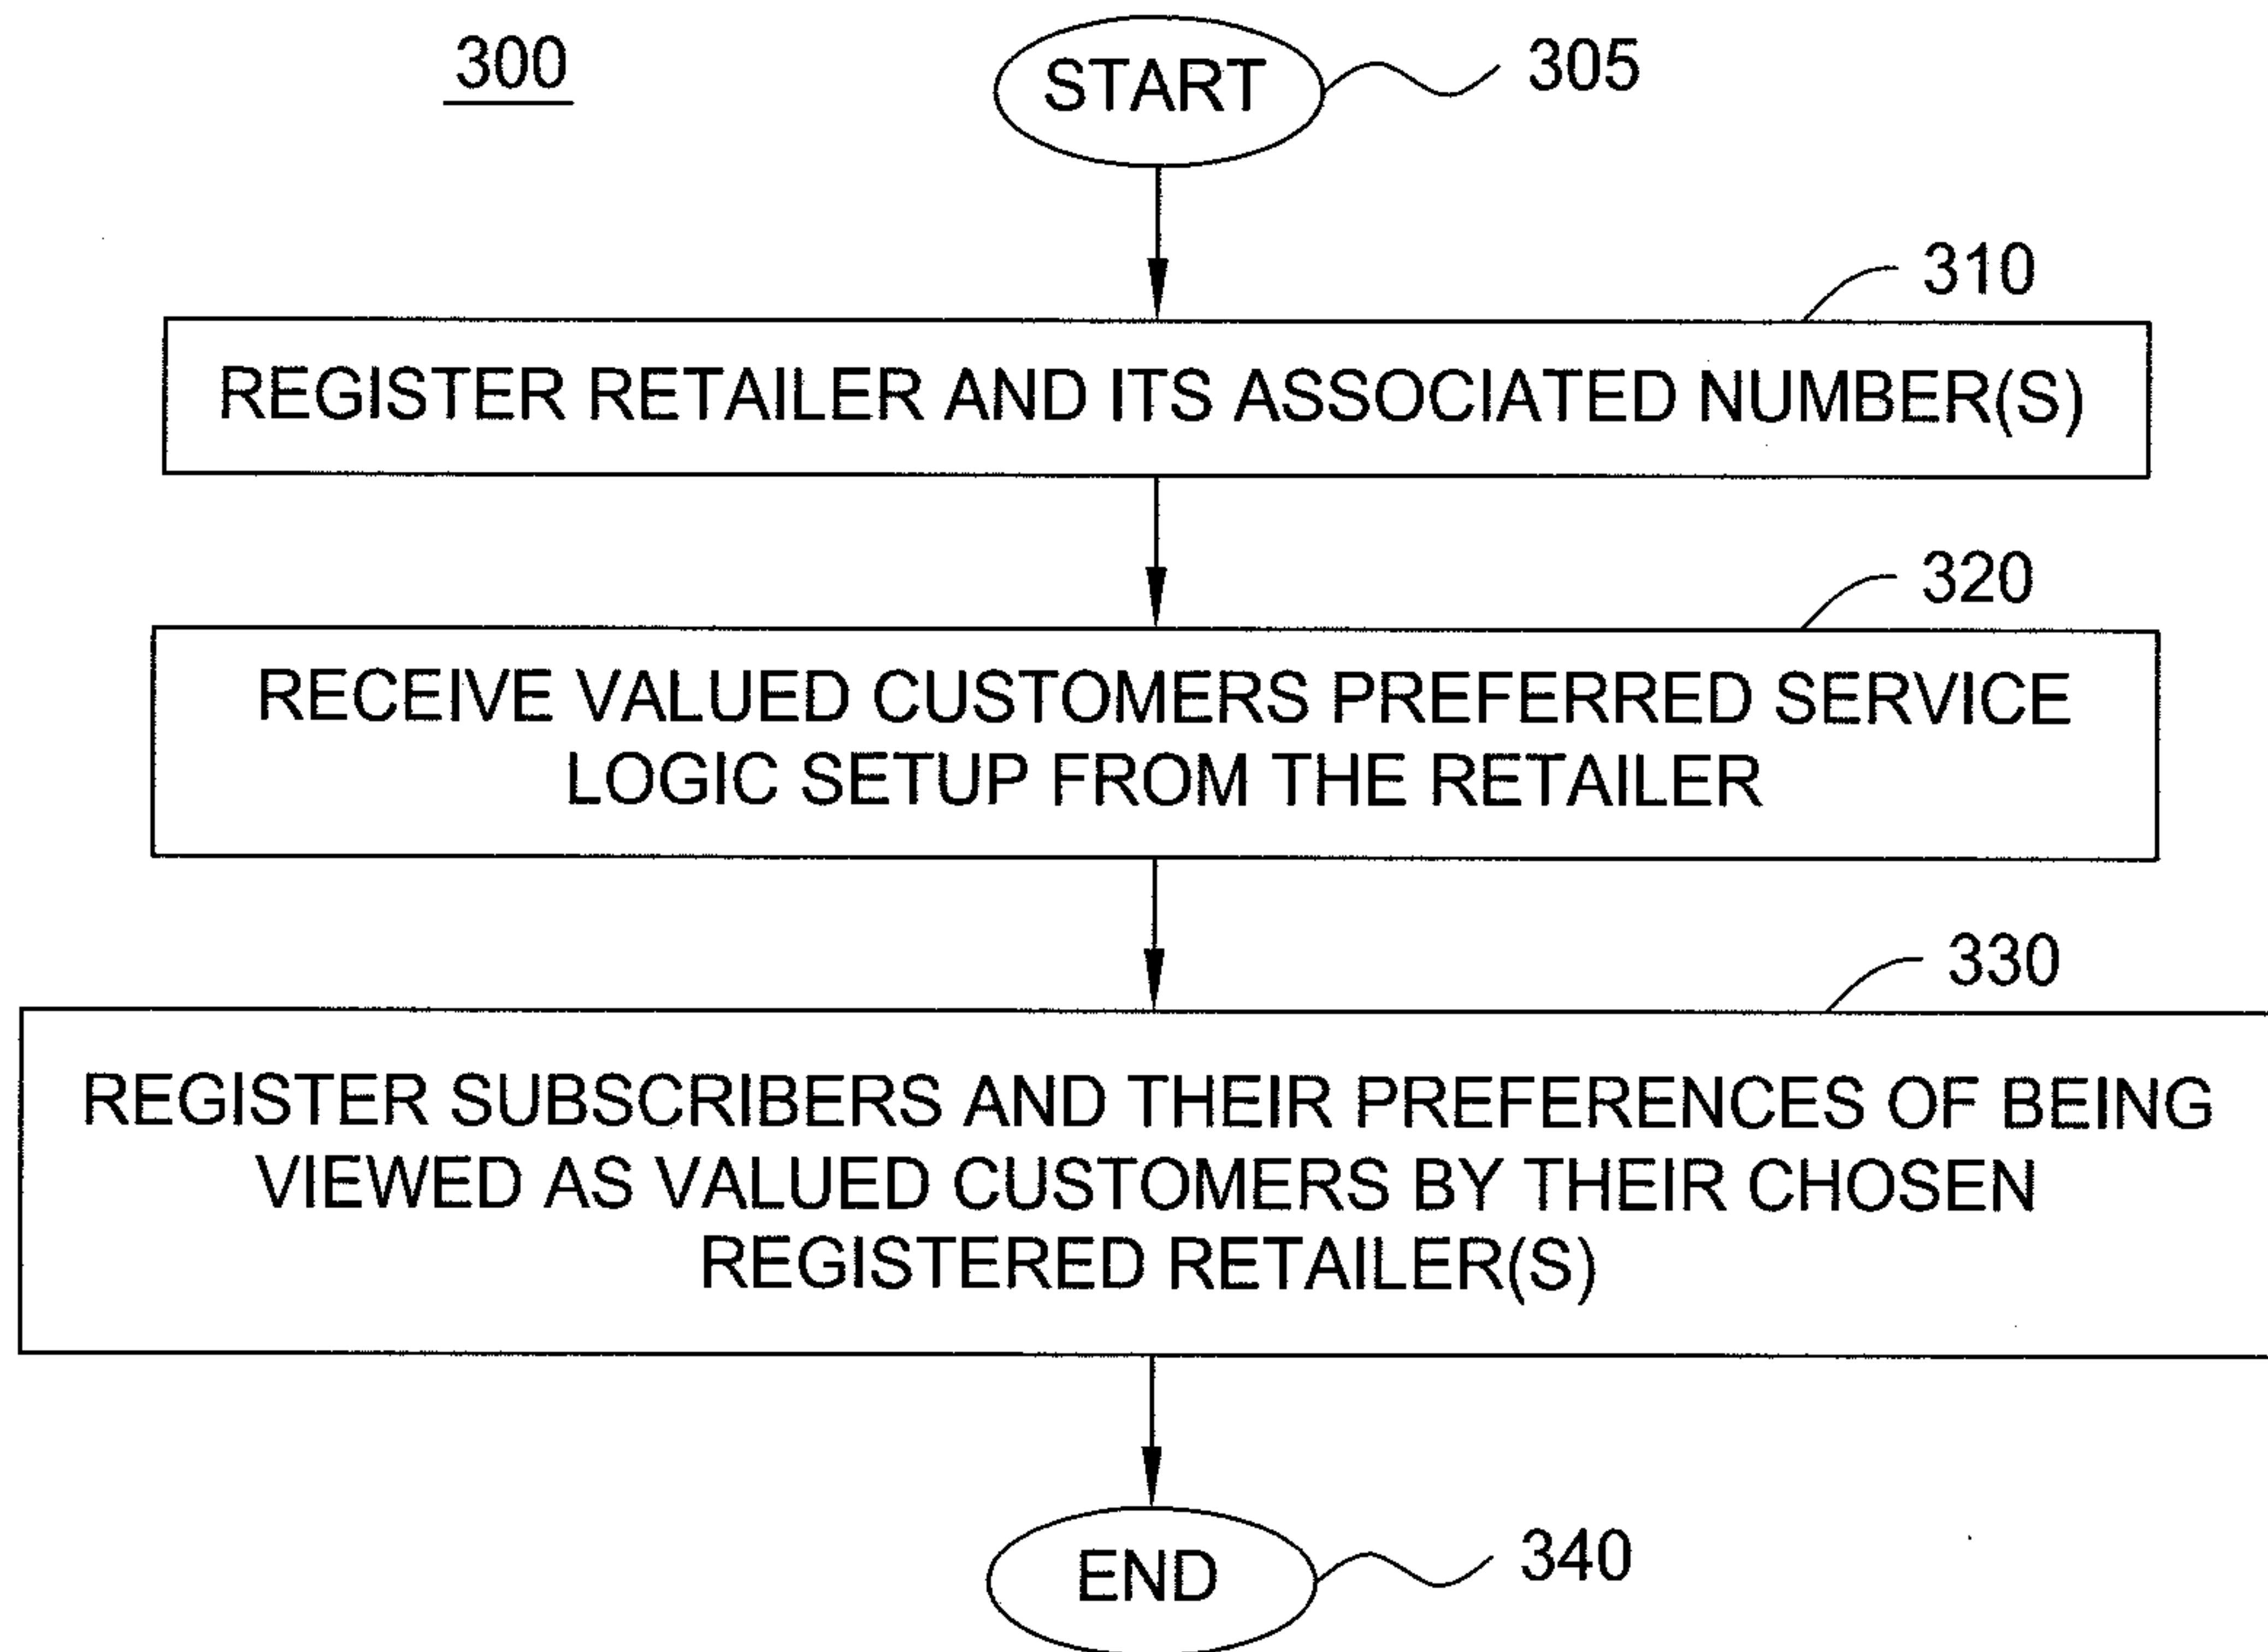 300
START
305
310
REGISTER RETAILER AND ITS ASSOCIATED NUMBER(S)
320
RECEIVE VALUED CUSTOMERS PREFERRED SERVICE
LOGIC SETUP FROM THE RETAILER
330
REGISTER SUBSCRIBERS AND THEIR PREFERENCES OF BEING
VIEWED AS VALUED CUSTOMERS BY THEIR CHOSEN
REGISTERED RETAILER(S)
END
340